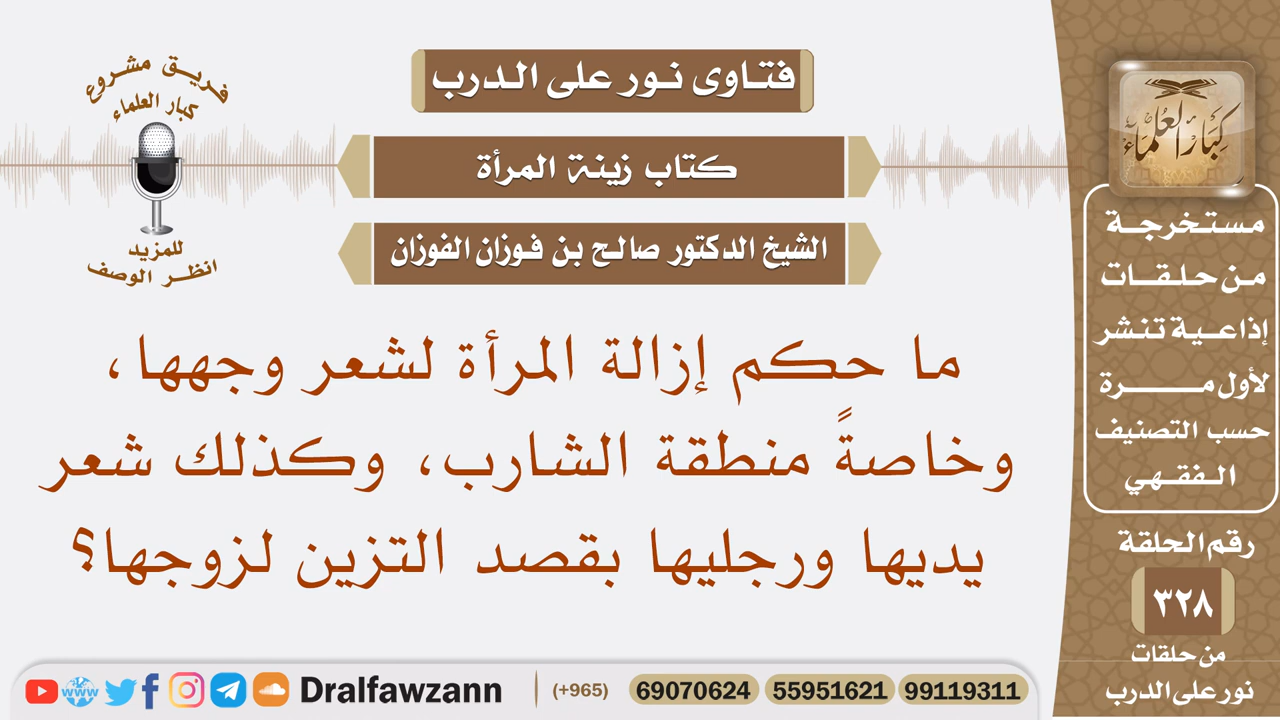 فتاوى نور على الدرب
كتاب زينة المرأة
الشيخ الدكتور صالح بن فوزان الفوزان
فريق مشروع
كبار العلماء
للمزيد
انظر الوصف
ما حكم إزالة المرأة لشعر وجهها،
وخاصةً منطقة الشارب، وكذلك شعر
يديها ورجليها بقصد التزين لزوجها؟
كبار العلماء
مستخرجة
من حلقات
إذاعية تنشر
لأول مرة
حسب التصنيف
الفقهي
رقم الحلقة
٣٢٨
من حلقات
نور على الدرب
www Dralfawzann (+965) 69070624 55951621 99119311